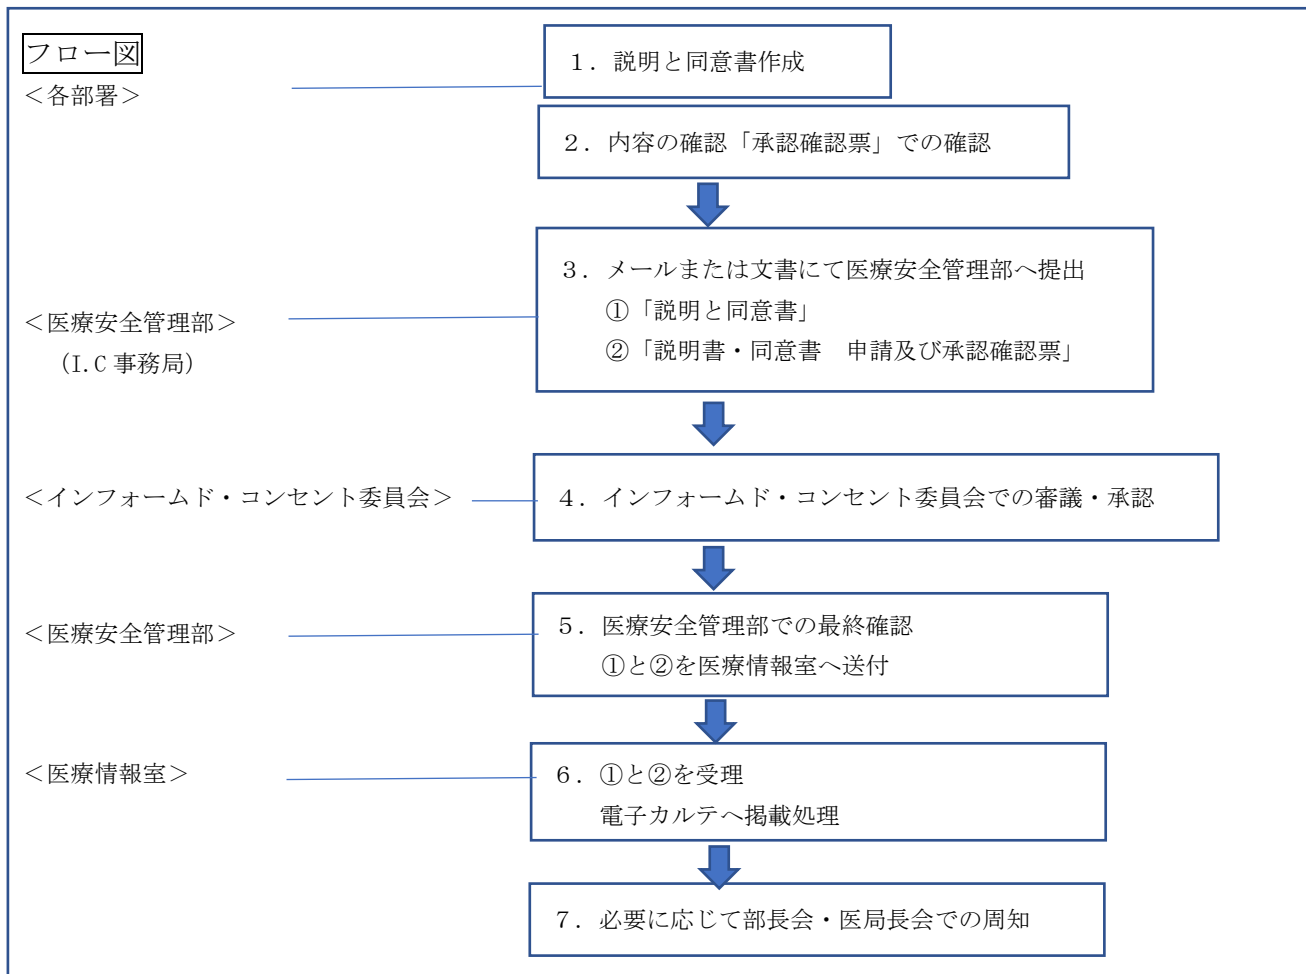 フロー図
１．説明と同意書作成
＜各部署＞
２．内容の確認「承認確認票」での確認
３．メールまたは文書にて医療安全管理部へ提出
①「説明と同意書」
＜医療安全管理部＞
②「説明書・同意書　申請及び承認確認票」
（I.C 事務局）
＜インフォームド・コンセント委員会＞
４．インフォームド・コンセント委員会での審議・承認
＜医療安全管理部＞
５．医療安全管理部での最終確認
①と②を医療情報室へ送付
＜医療情報室＞
６．①と②を受理
電子カルテへ掲載処理
７．必要に応じて部長会・医局長会での周知